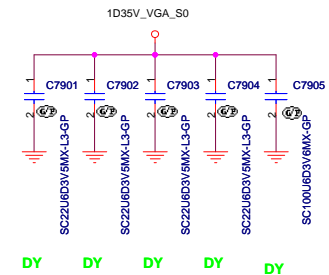 1D35V_VGA_S0
1 C7901 1 C7902 1 C7903 1 C7904 1 C7905
2 G/P 2 G/P 2 G/P 2 G/P 2 G/P
SC22U6D3V5MX-L3-GP
SC22U6D3V5MX-L3-GP
SC22U6D3V5MX-L3-GP
SC22U6D3V5MX-L3-GP
SC100U6D3V6MX-GP
DY DY DY DY DY